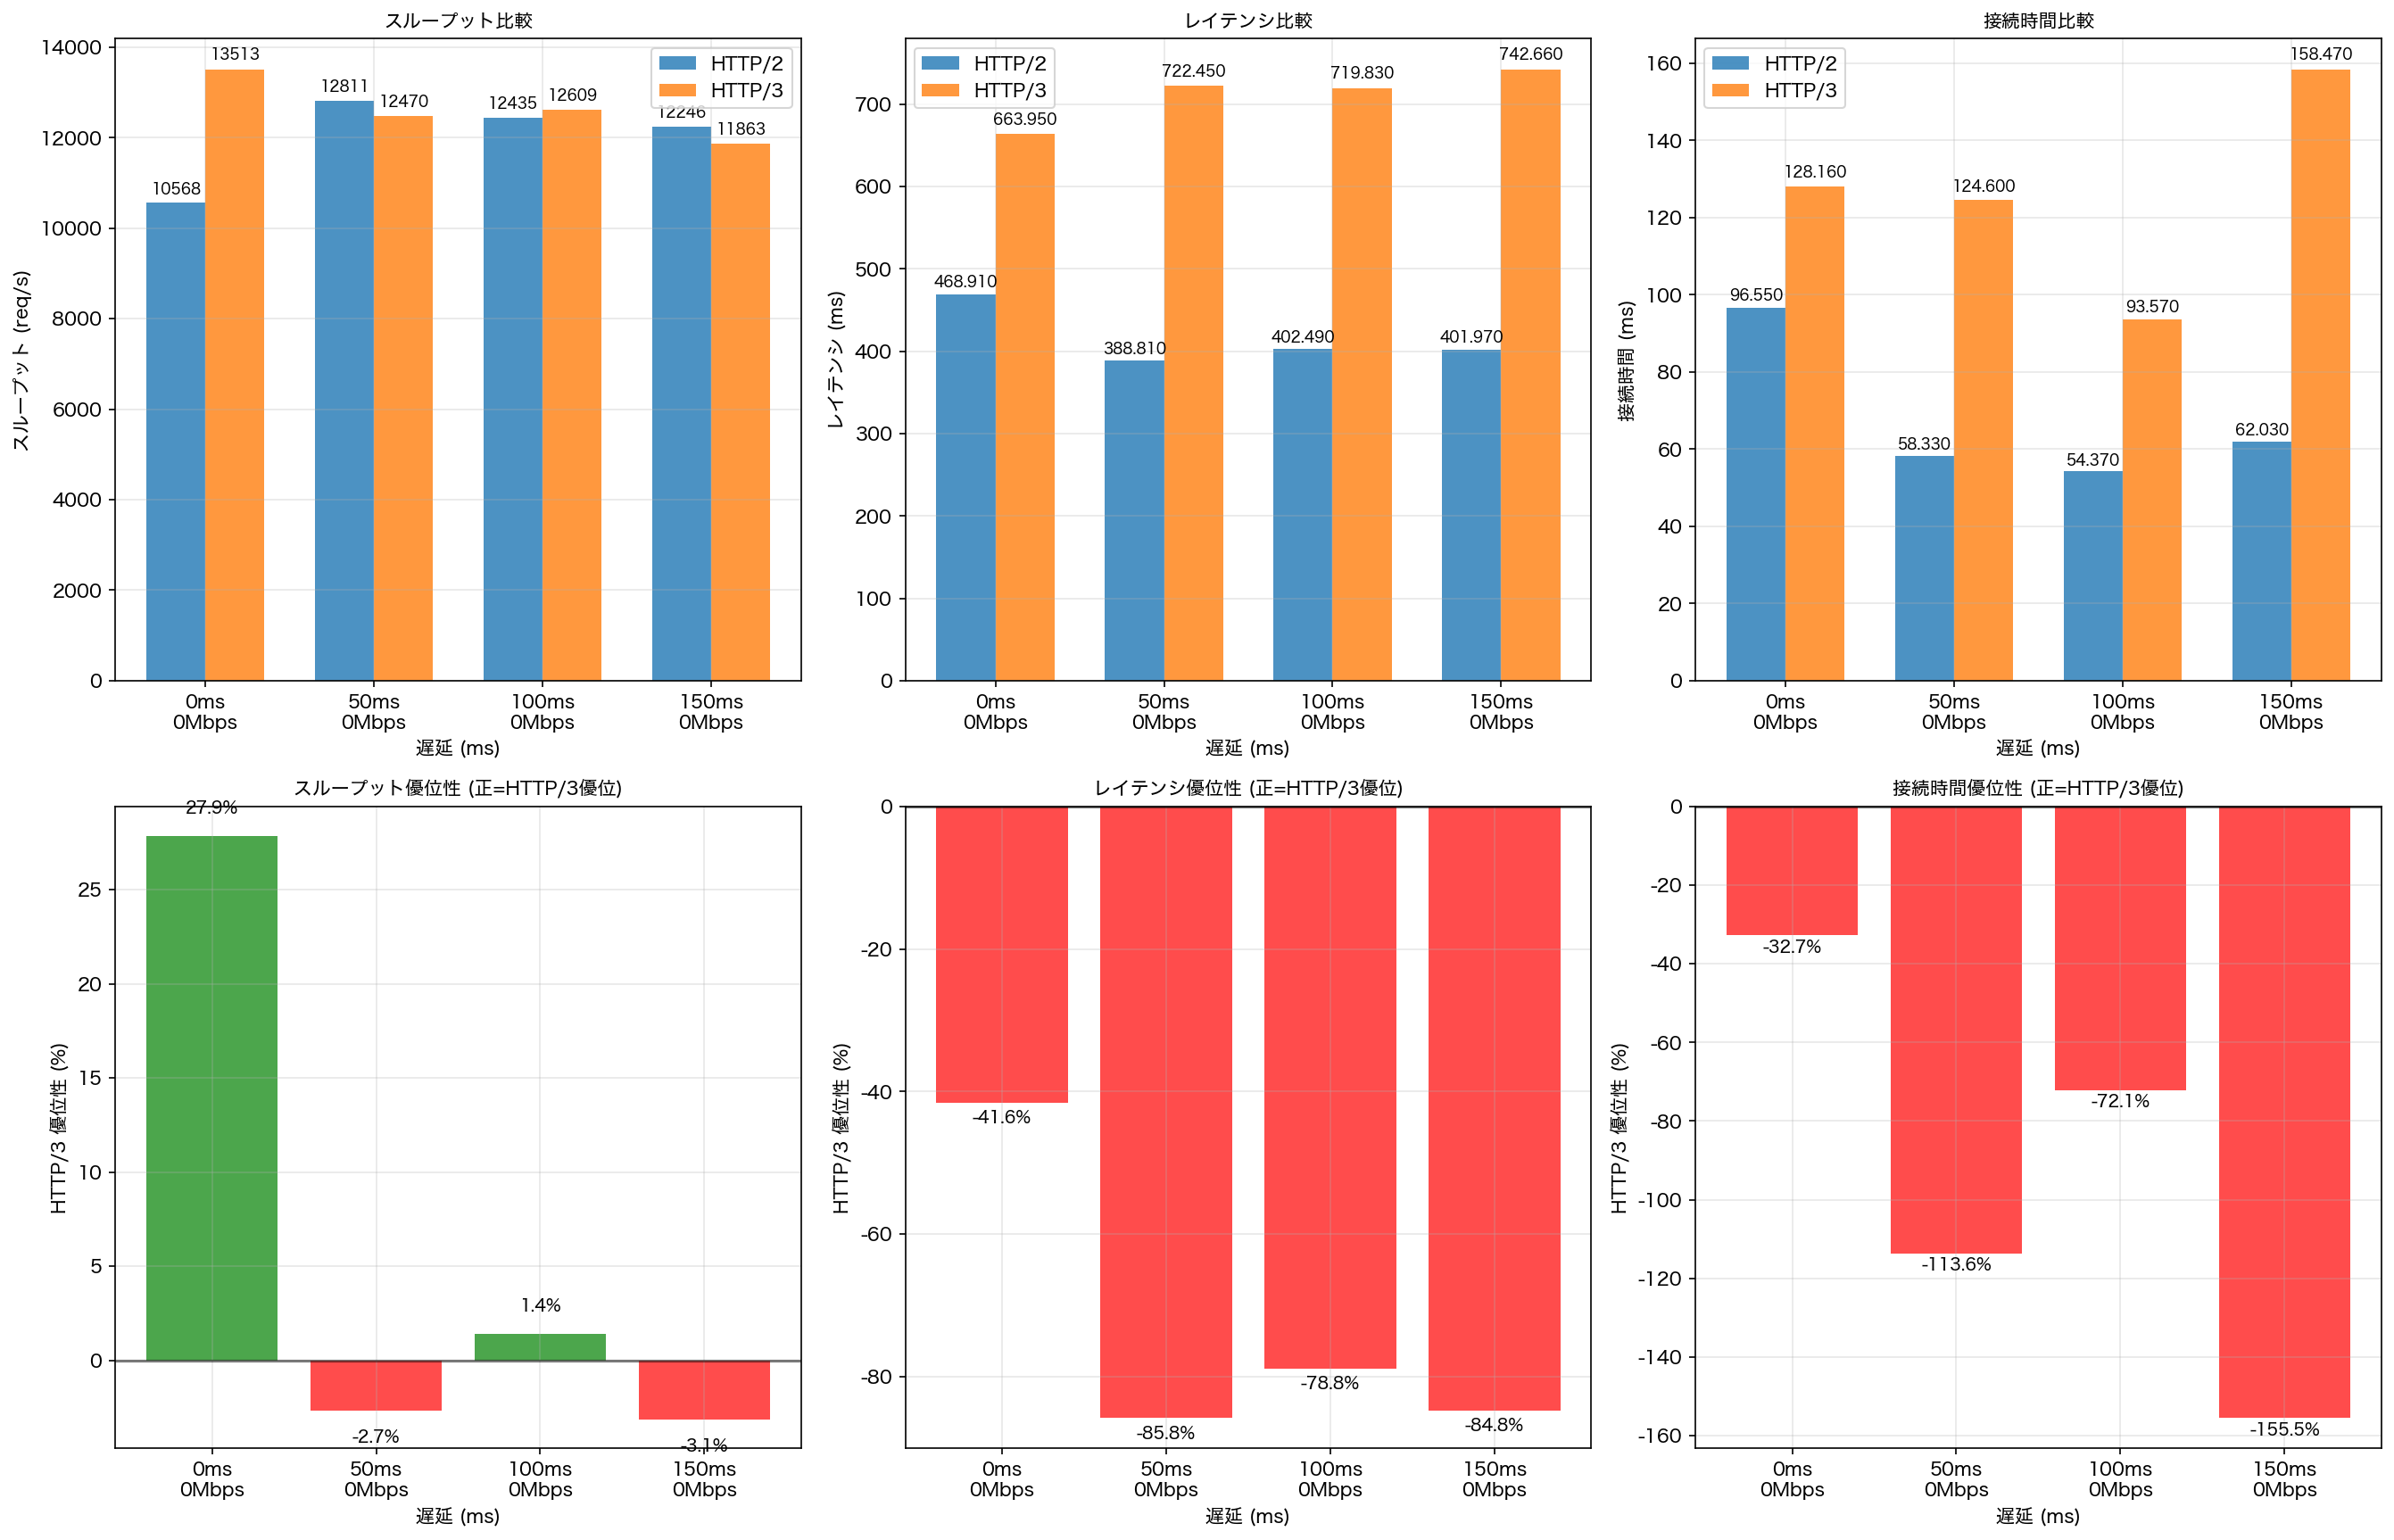 スループット比較
スループット (req/s)
14000
12000
10000
8000
6000
4000
2000
0
HTTP/2
HTTP/3
10568
13513
12811
12470
12435
12609
12246
11863
0ms
0Mbps
50ms
0Mbps
100ms
0Mbps
150ms
0Mbps
遅延 (ms)
レイテンシ比較
レイテンシ (ms)
700
600
500
400
300
200
100
0
HTTP/2
HTTP/3
468.910
663.950
388.810
722.450
402.490
719.830
401.970
742.660
0ms
0Mbps
50ms
0Mbps
100ms
0Mbps
150ms
0Mbps
遅延 (ms)
接続時間比較
接続時間 (ms)
160
140
120
100
80
60
40
20
0
HTTP/2
HTTP/3
96.550
128.160
58.330
124.600
54.370
93.570
62.030
158.470
0ms
0Mbps
50ms
0Mbps
100ms
0Mbps
150ms
0Mbps
遅延 (ms)
スループット優位性 (正=HTTP/3優位)
HTTP/3 優位性 (%)
25
20
15
10
5
0
27.9%
-2.7%
1.4%
-3.1%
0ms
0Mbps
50ms
0Mbps
100ms
0Mbps
150ms
0Mbps
遅延 (ms)
レイテンシ優位性 (正=HTTP/3優位)
HTTP/3 優位性 (%)
0
-20
-40
-60
-80
-41.6%
-85.8%
-78.8%
-84.8%
0ms
0Mbps
50ms
0Mbps
100ms
0Mbps
150ms
0Mbps
遅延 (ms)
接続時間優位性 (正=HTTP/3優位)
HTTP/3 優位性 (%)
0
-20
-40
-60
-80
-100
-120
-140
-160
-32.7%
-113.6%
-72.1%
-155.5%
0ms
0Mbps
50ms
0Mbps
100ms
0Mbps
150ms
0Mbps
遅延 (ms)